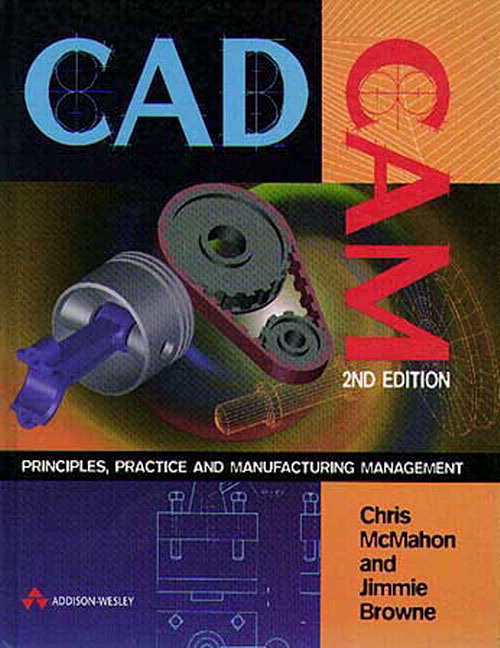 CAD
CAM
2ND EDITION
PRINCIPLES, PRACTICE AND MANUFACTURING MANAGEMENT
Chris
McMahon
and
Jimmie
Browne
ADDISON-WESLEY